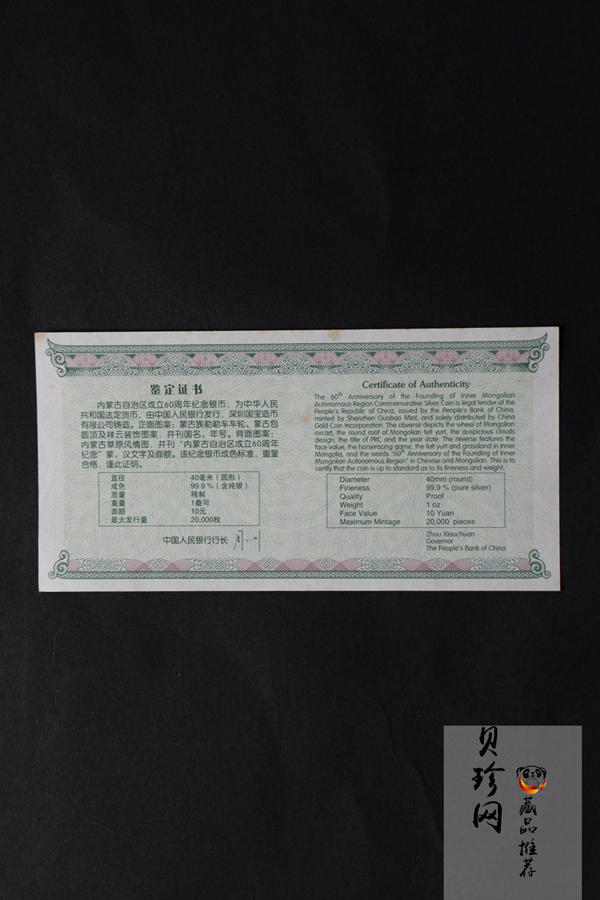 鉴定证书
内蒙古自治区成立60周年纪念银币，为中华人民
共和国法定货币，由中国人民银行发行，深圳国宝造币
有限公司铸造。正面图案：蒙古族勒勒车车轮、蒙古包
圆顶及祥云装饰图案，并刊国名、年号。背面图案：
内蒙古草原风情图，并刊“内蒙古自治区成立60周年
纪念”蒙、汉文字及面额。该纪念银币成色标准，重量
合格，谨此证明。
直径 40毫米（圆形）
成色 99.9％（含纯银）
质量 精制
重量 1盎司
面额 10元
最大发行量 20,000枚
中国人民银行行长
Certificate of Authenticity
The 60th Anniversary of the Founding of Inner Mongolian
Autonomous Region Commemorative Silver Coin is legal tender of the
People's Republic of China, issued by the People's Bank of China,
minted by Shenzhen Guobao Mint, and solely distributed by China
Gold Coin Incorporation. The obverse depicts the wheel of Mongolian
oxcart, the round roof of Mongolian felt yurt, the auspicious clouds
design, the title of PRC and the year date. The reverse features the
face value, the horseracing game, the felt yurt and grassland in Inner
Mongolia, and the words "60th Anniversary of the Founding of Inner
Mongolian Autonomous Region" in Chinese and Mongolian. This is to
certify that the coin is up to standard as to its fineness and weight.
Diameter 40mm (round)
Fineness 99.9 % (pure silver)
Quality Proof
Weight 1 oz
Face Value 10 Yuan
Maximum Mintage 20,000 pieces
Zhou Xiaochuan
Governor
The People's Bank of China
贝珍网
藏品推荐